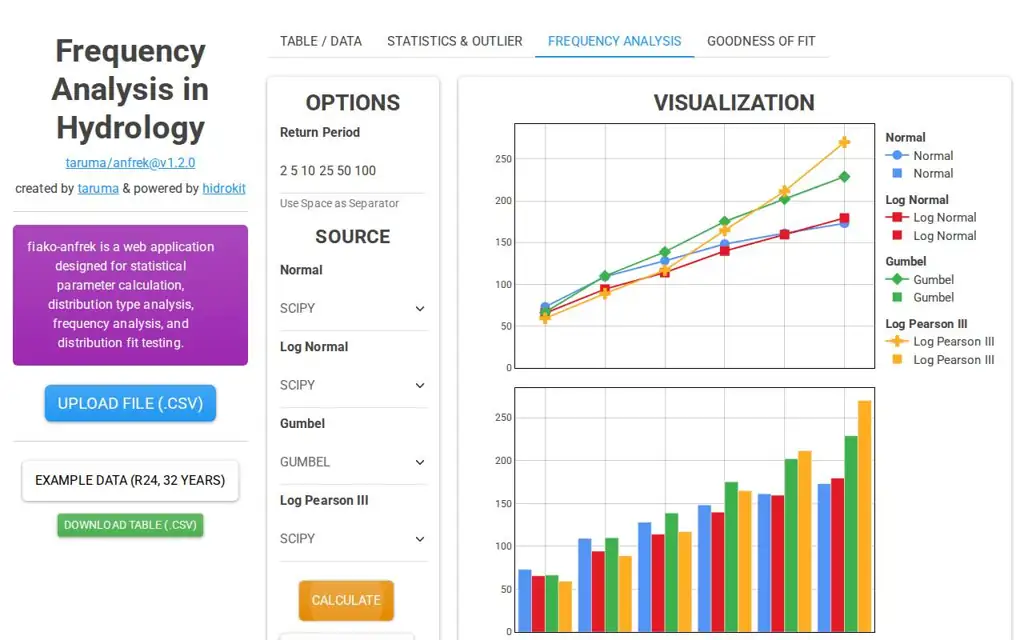 Frequency
Analysis in
Hydrology
taruma/anfrek@v1.2.0
created by taruma & powered by hidrokit
fiako-anfrek is a web application
designed for statistical
parameter calculation,
distribution type analysis,
frequency analysis, and
distribution fit testing.
UPLOAD FILE (.CSV)
EXAMPLE DATA (R24, 32 YEARS)
DOWNLOAD TABLE (.CSV)
TABLE / DATA STATISTICS & OUTLIER FREQUENCY ANALYSIS GOODNESS OF FIT
OPTIONS
Return Period
2 5 10 25 50 100
Use Space as Separator
SOURCE
Normal
SCIPY
Log Normal
SCIPY
Gumbel
GUMBEL
Log Pearson III
SCIPY
CALCULATE
VISUALIZATION
250
200
150
100
50
0
250
200
150
100
50
0
Normal
Normal
Normal
Log Normal
Log Normal
Log Normal
Gumbel
Gumbel
Gumbel
Log Pearson III
Log Pearson III
Log Pearson III